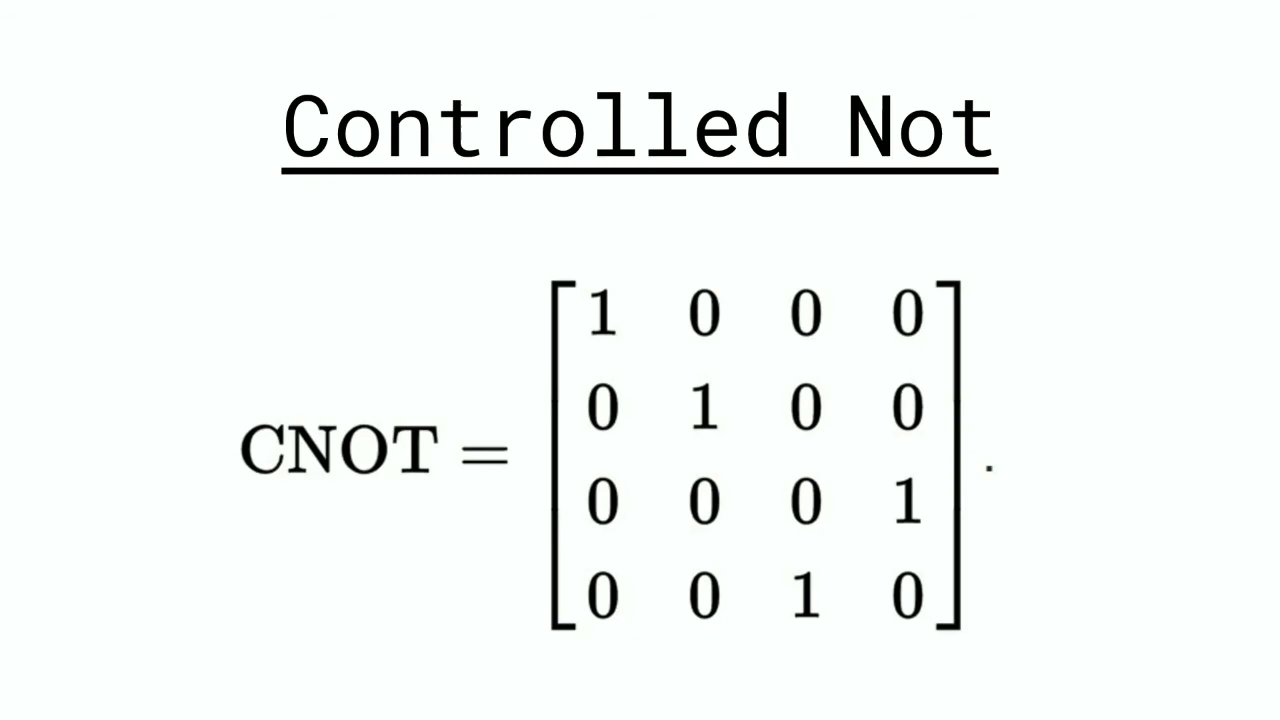 Controlled Not
1 0 0 0
0 1 0 0
CNOT = .
0 0 0 1
0 0 1 0